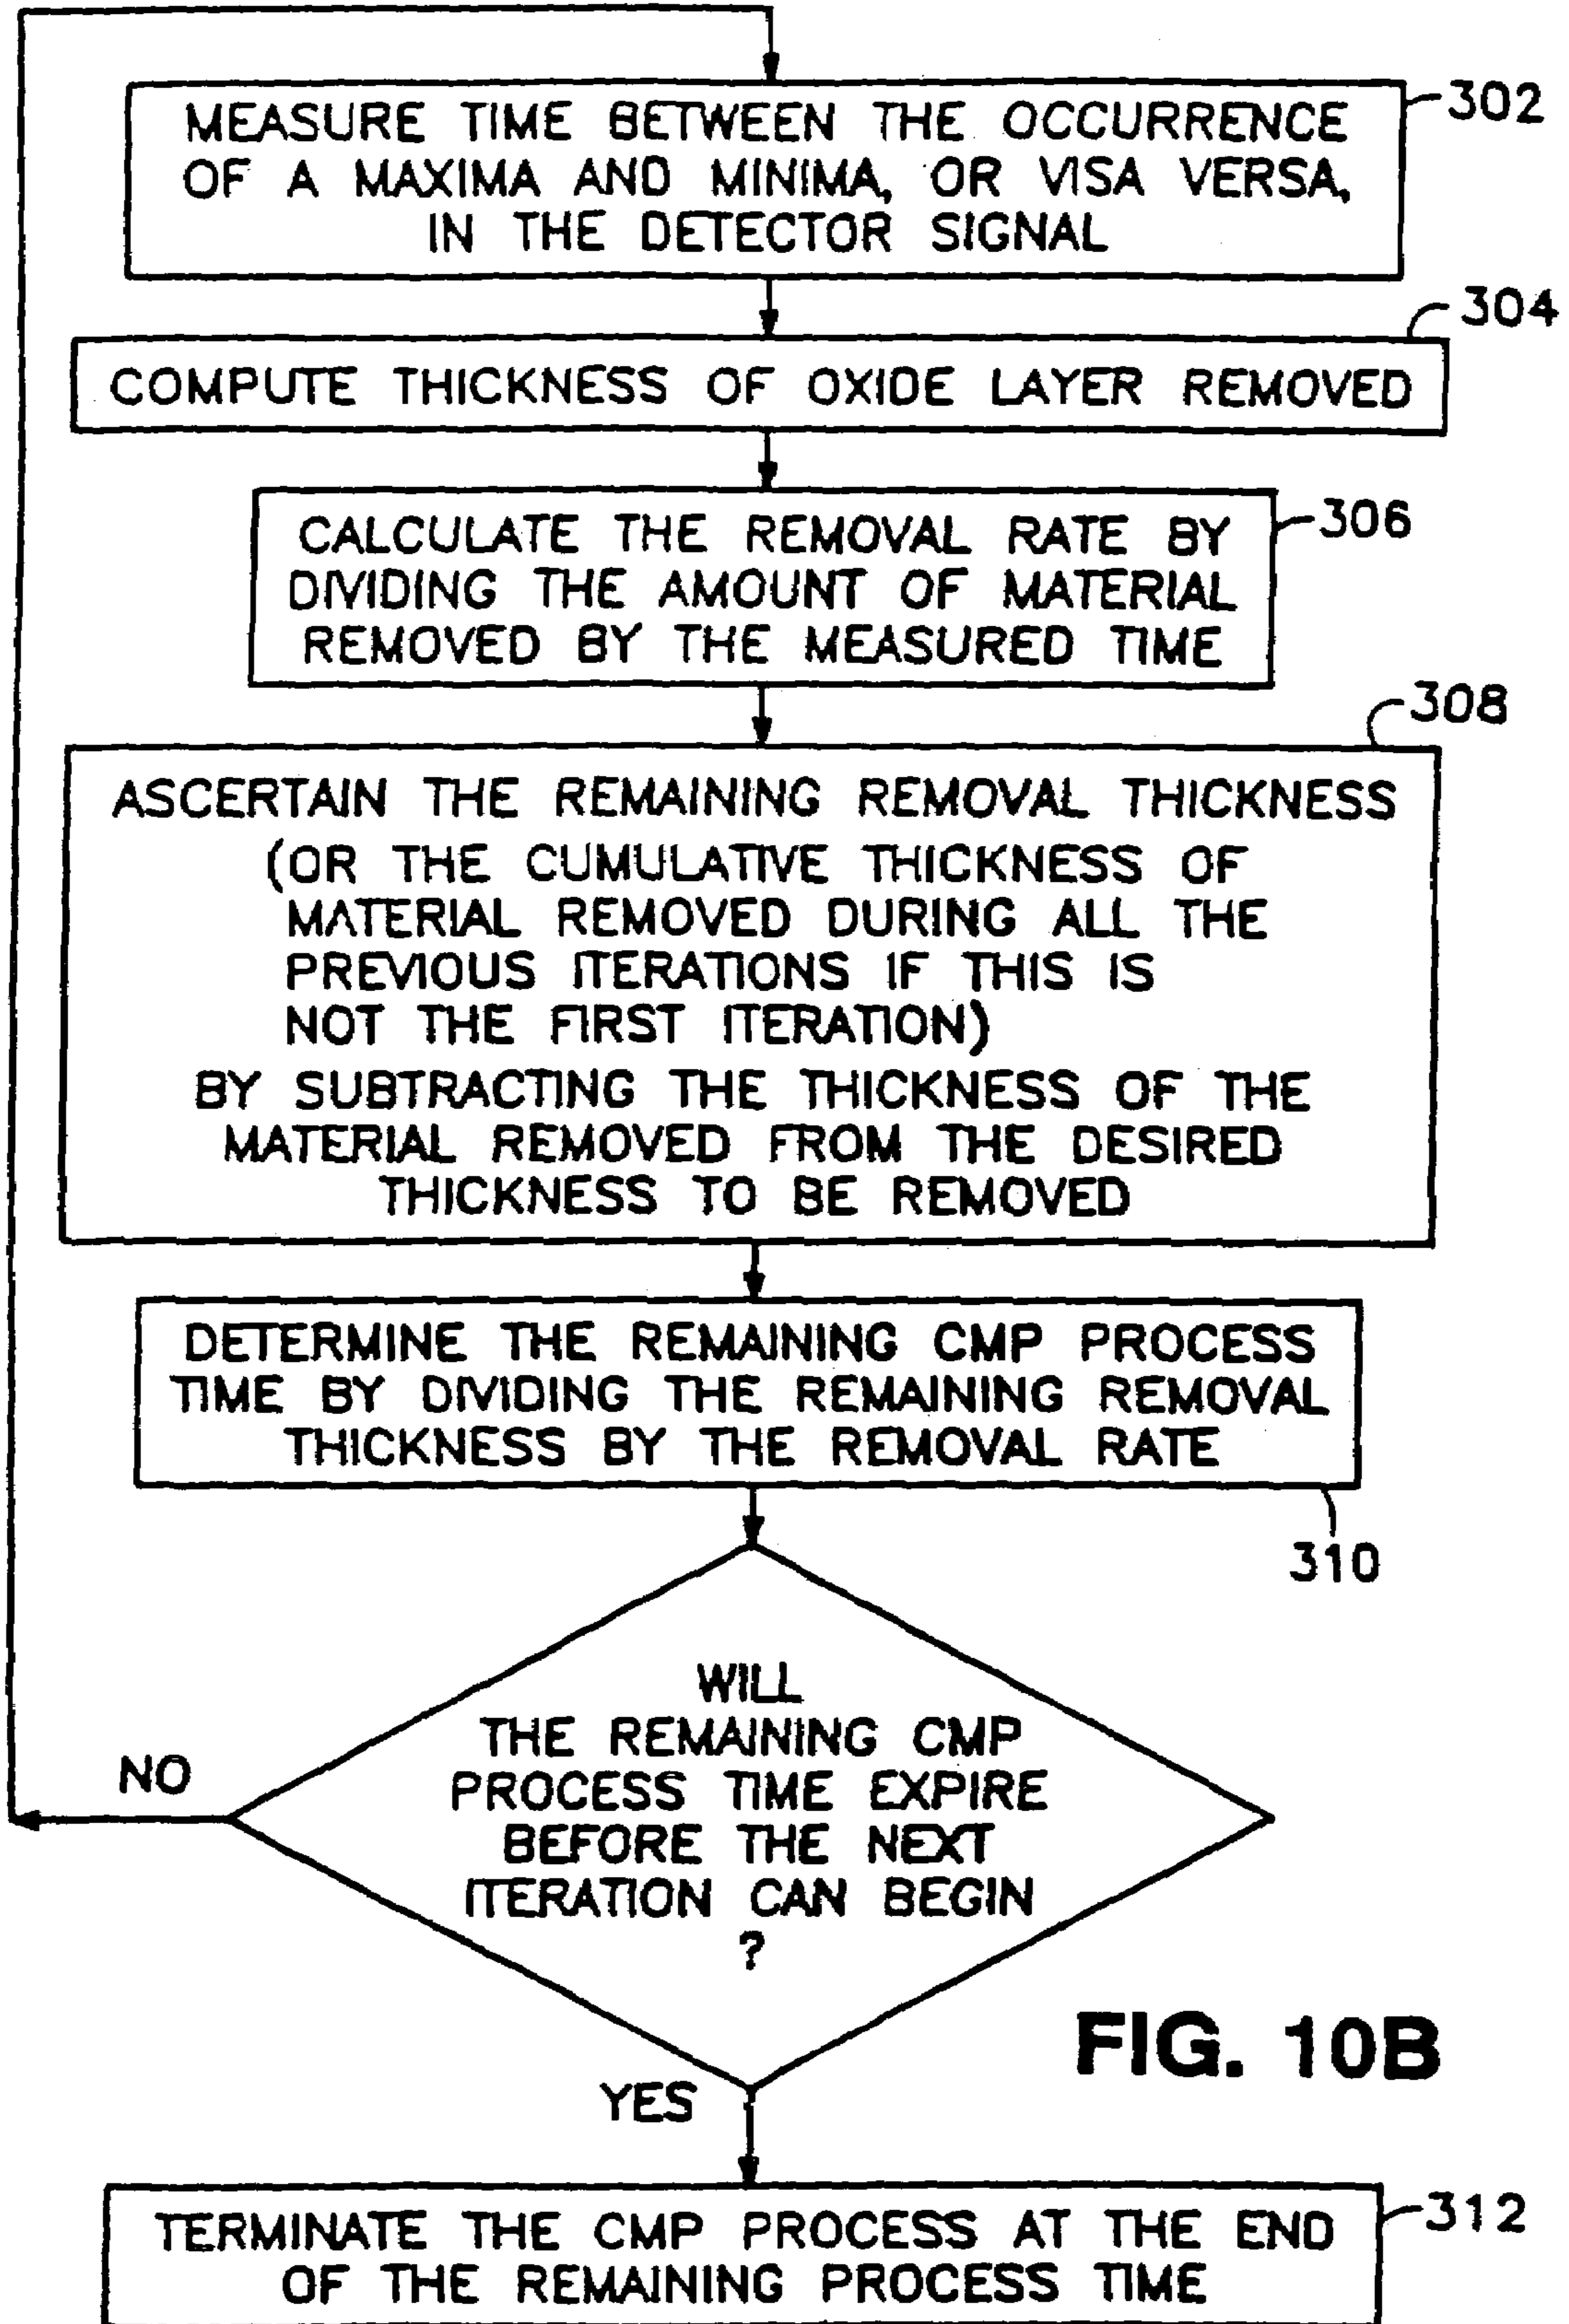 302
MEASURE TIME BETWEEN THE OCCURRENCE
OF A MAXIMA AND MINIMA, OR VISA VERSA,
IN THE DETECTOR SIGNAL
304
COMPUTE THICKNESS OF OXIDE LAYER REMOVED
306
CALCULATE THE REMOVAL RATE BY
DIVIDING THE AMOUNT OF MATERIAL
REMOVED BY THE MEASURED TIME
308
ASCERTAIN THE REMAINING REMOVAL THICKNESS
(OR THE CUMULATIVE THICKNESS OF
MATERIAL REMOVED DURING ALL THE
PREVIOUS ITERATIONS IF THIS IS
NOT THE FIRST ITERATION)
BY SUBTRACTING THE THICKNESS OF THE
MATERIAL REMOVED FROM THE DESIRED
THICKNESS TO BE REMOVED
DETERMINE THE REMAINING CMP PROCESS
TIME BY DIVIDING THE REMAINING REMOVAL
THICKNESS BY THE REMOVAL RATE
310
WILL
THE REMAINING CMP
PROCESS TIME EXPIRE
BEFORE THE NEXT
ITERATION CAN BEGIN
?
NO
YES
FIG. 10B
312
TERMINATE THE CMP PROCESS AT THE END
OF THE REMAINING PROCESS TIME